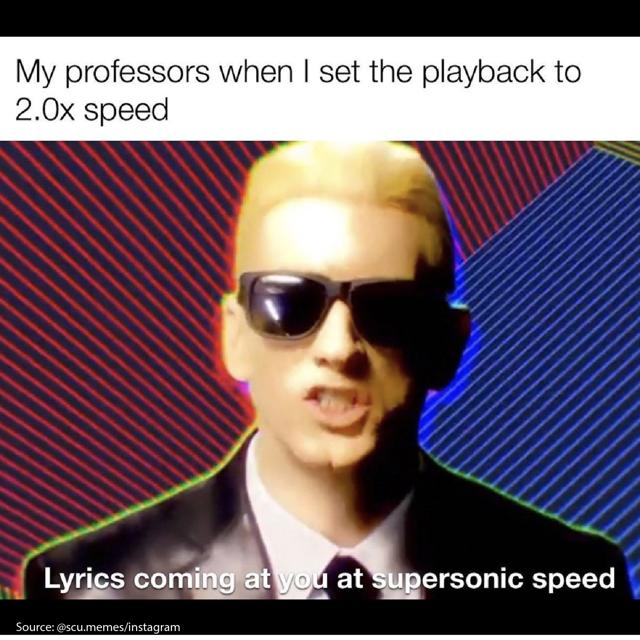 My professors when I set the playback to
2.0x speed
Lyrics coming at you at supersonic speed
Source: @scu.memes/instagram